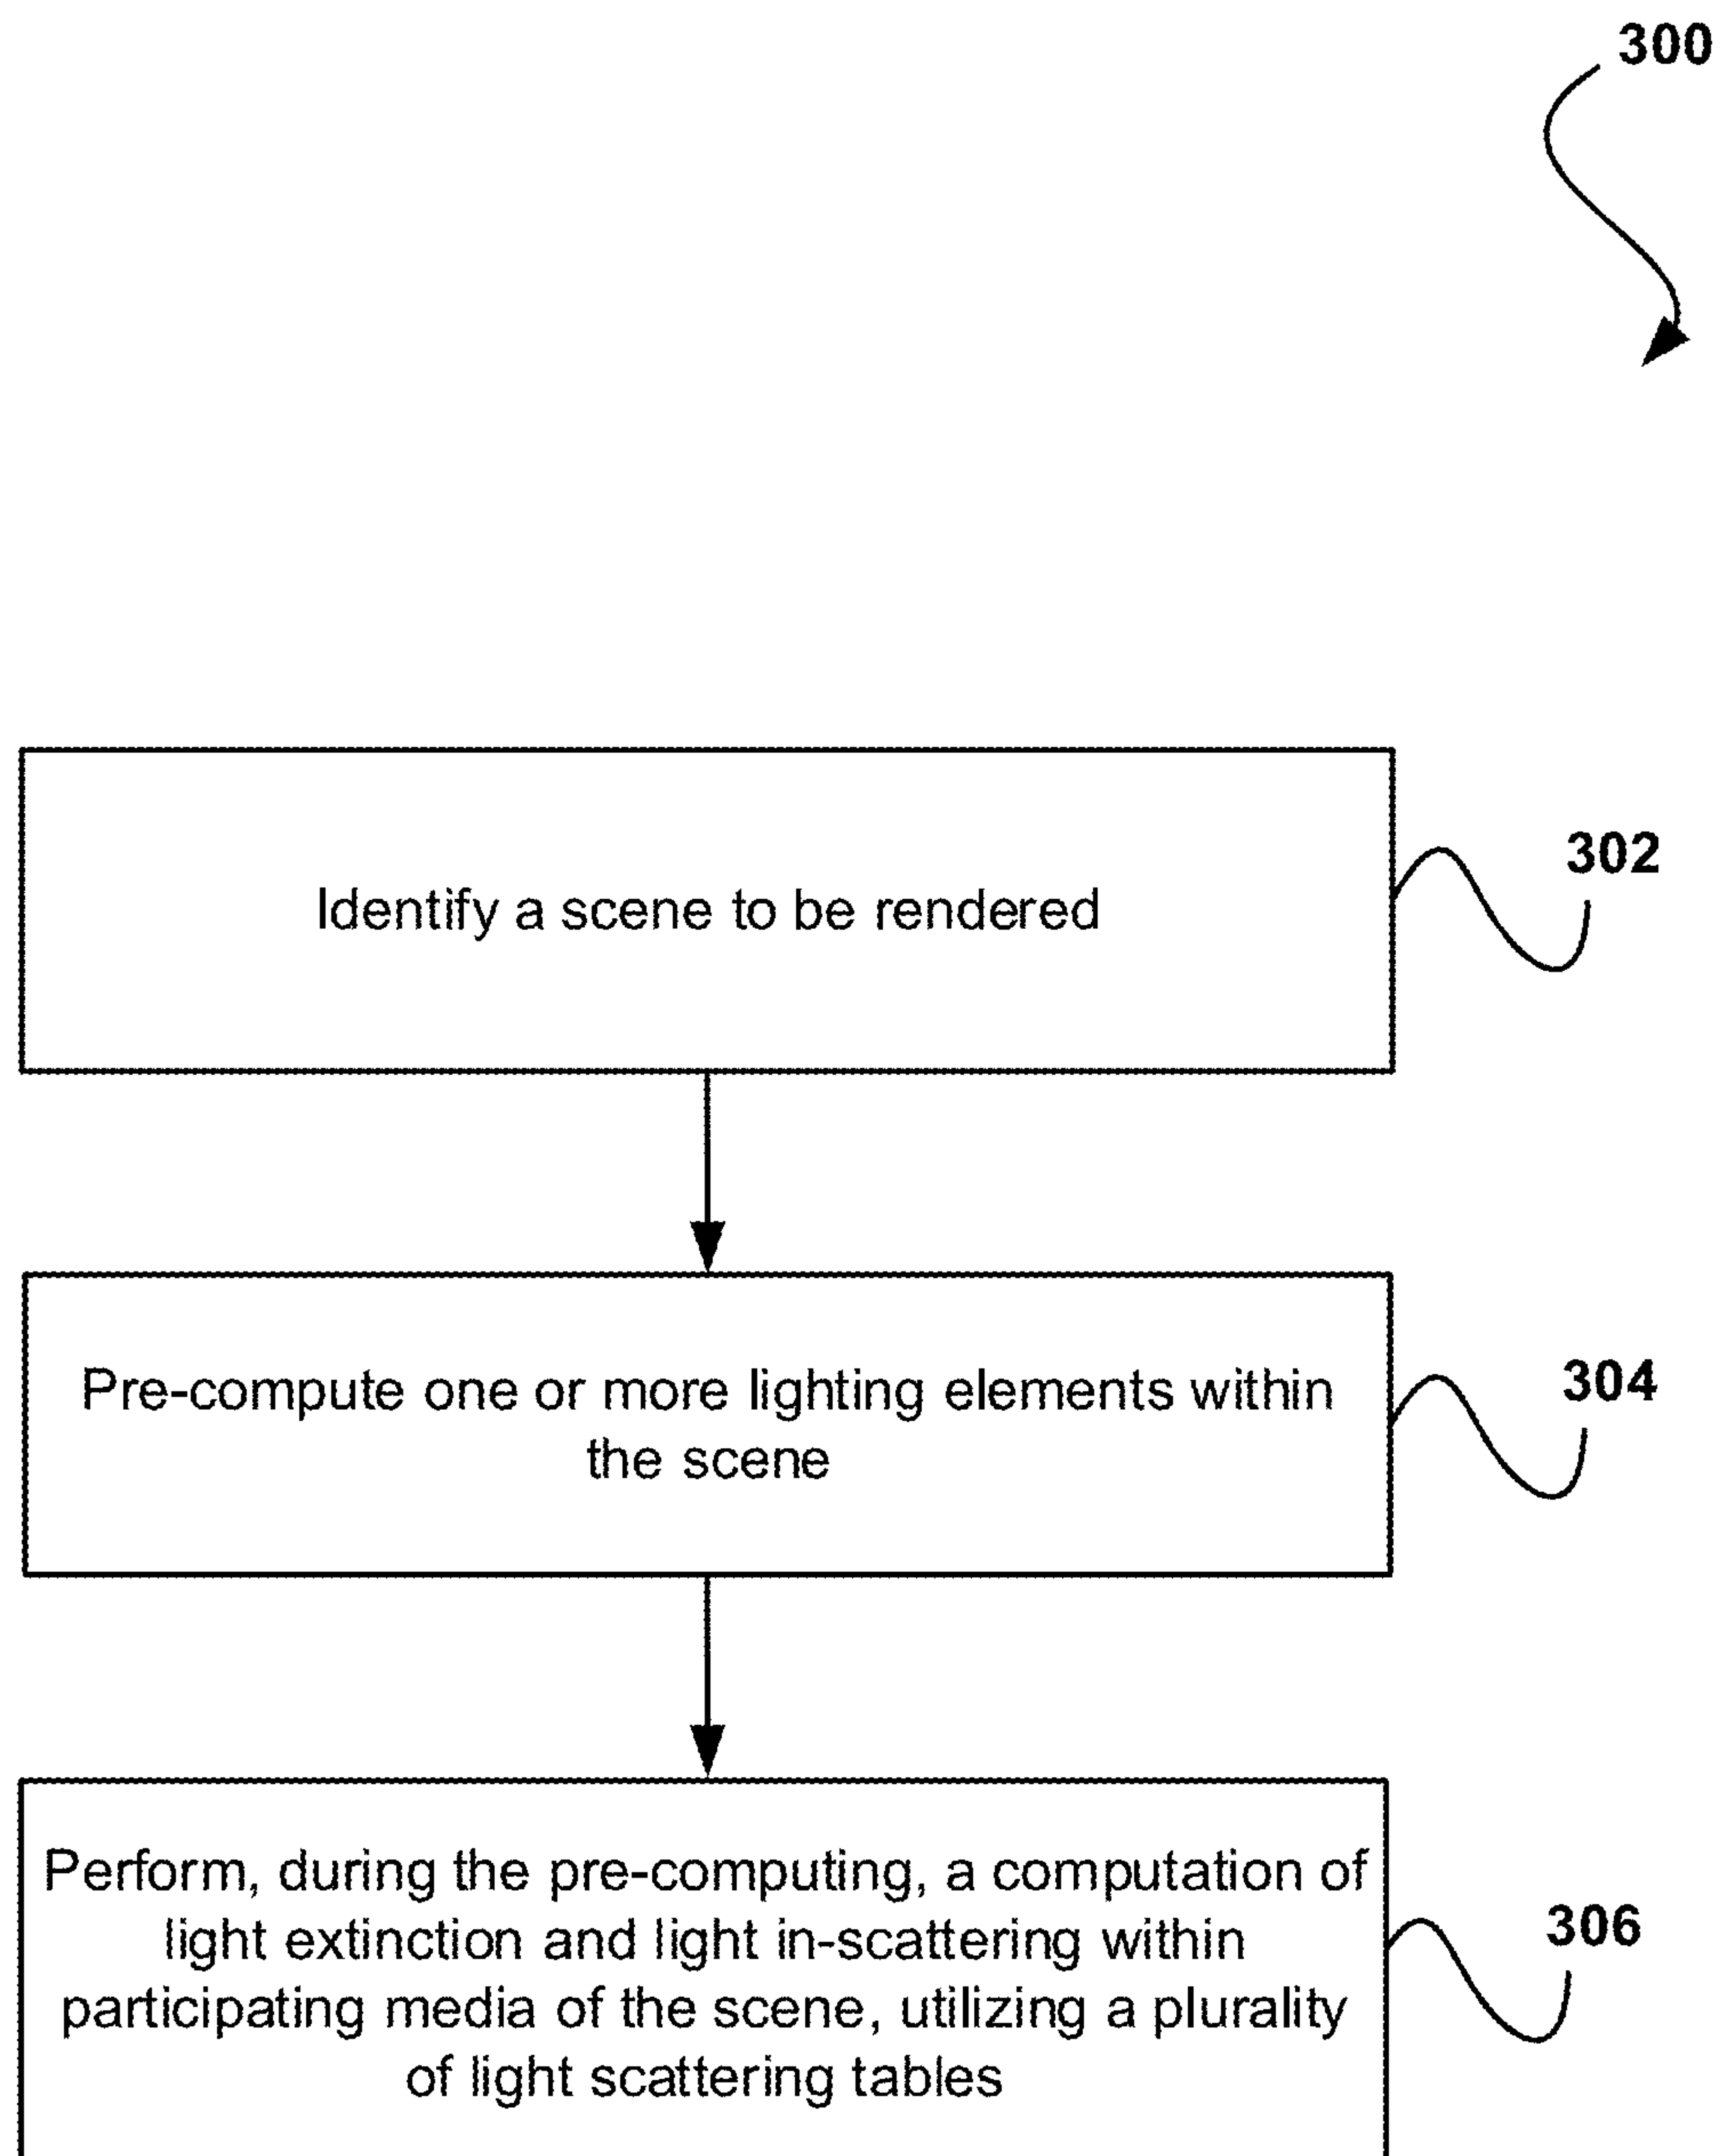 300
Identify a scene to be rendered
302
Pre-compute one or more lighting elements within
the scene
304
Perform, during the pre-computing, a computation of
light extinction and light in-scattering within
participating media of the scene, utilizing a plurality
of light scattering tables
306